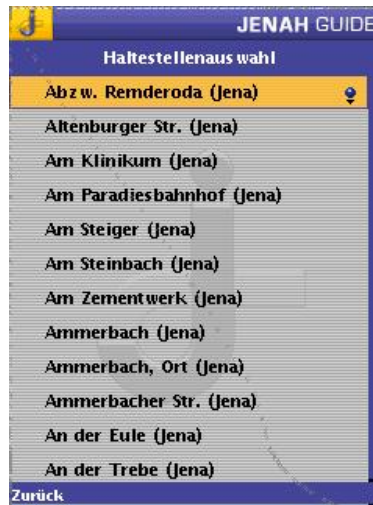 JENAH GUIDE
Haltestellenauswahl
Abzw. Remderoda (Jena)
Altenburger Str. (Jena)
Am Klinikum (Jena)
Am Paradiesbahnhof (Jena)
Am Steiger (Jena)
Am Steinbach (Jena)
Am Zementwerk (Jena)
Ammerbach (Jena)
Ammerbach, Ort (Jena)
Ammerbacher Str. (Jena)
An der Eule (Jena)
An der Trebe (Jena)
Zurück